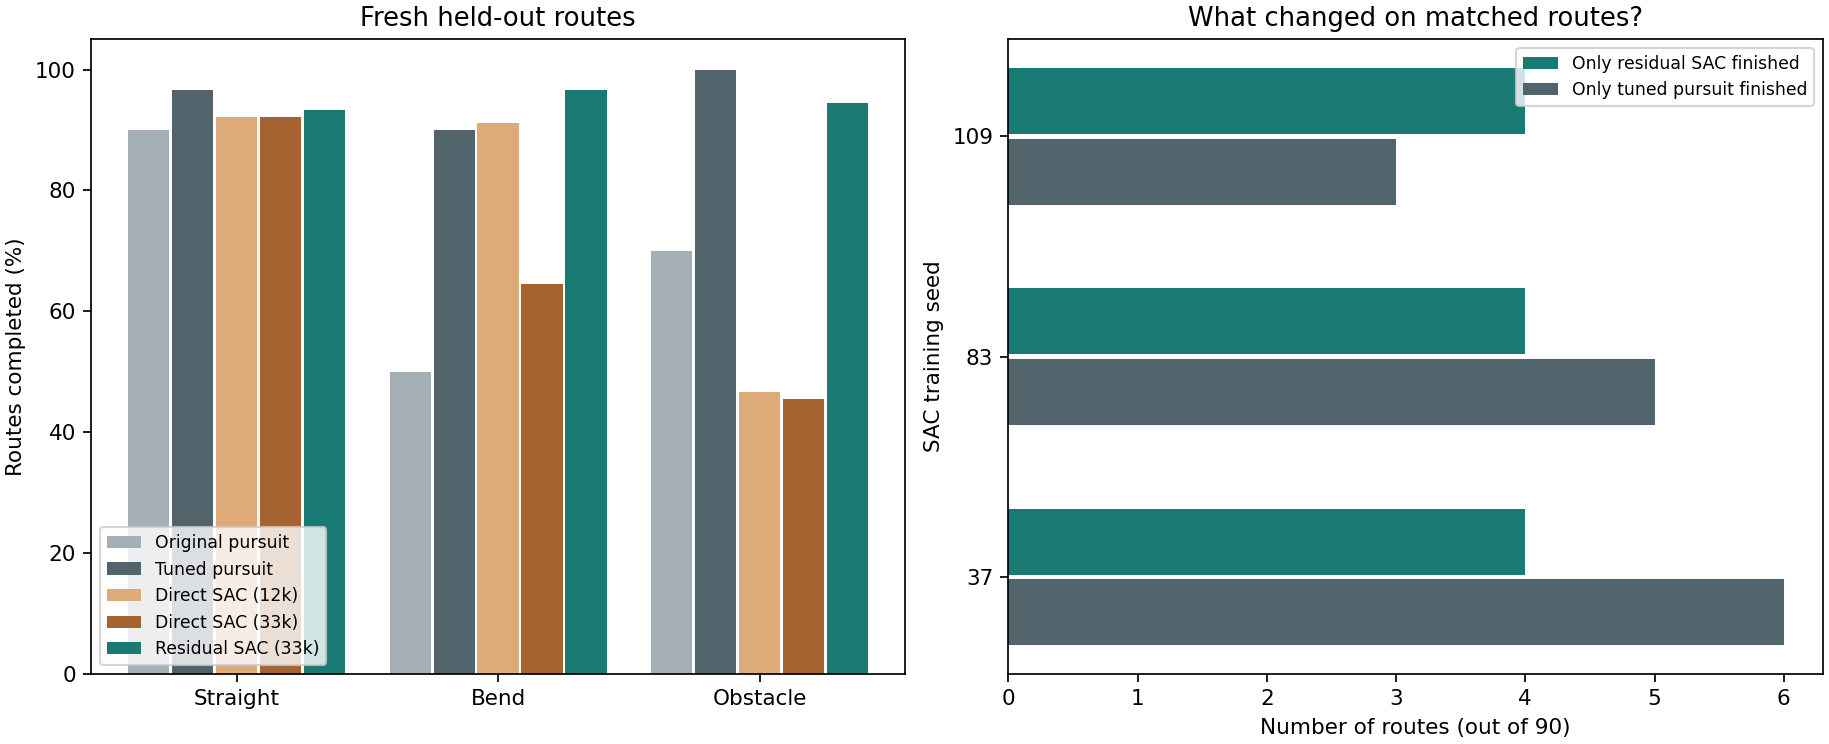 Fresh held-out routes
Routes completed (%)
100
80
60
40
20
0
Original pursuit
Tuned pursuit
Direct SAC (12k)
Direct SAC (33k)
Residual SAC (33k)
Straight
Bend
Obstacle
What changed on matched routes?
Only residual SAC finished
Only tuned pursuit finished
SAC training seed
109
83
37
0 1 2 3 4 5 6
Number of routes (out of 90)